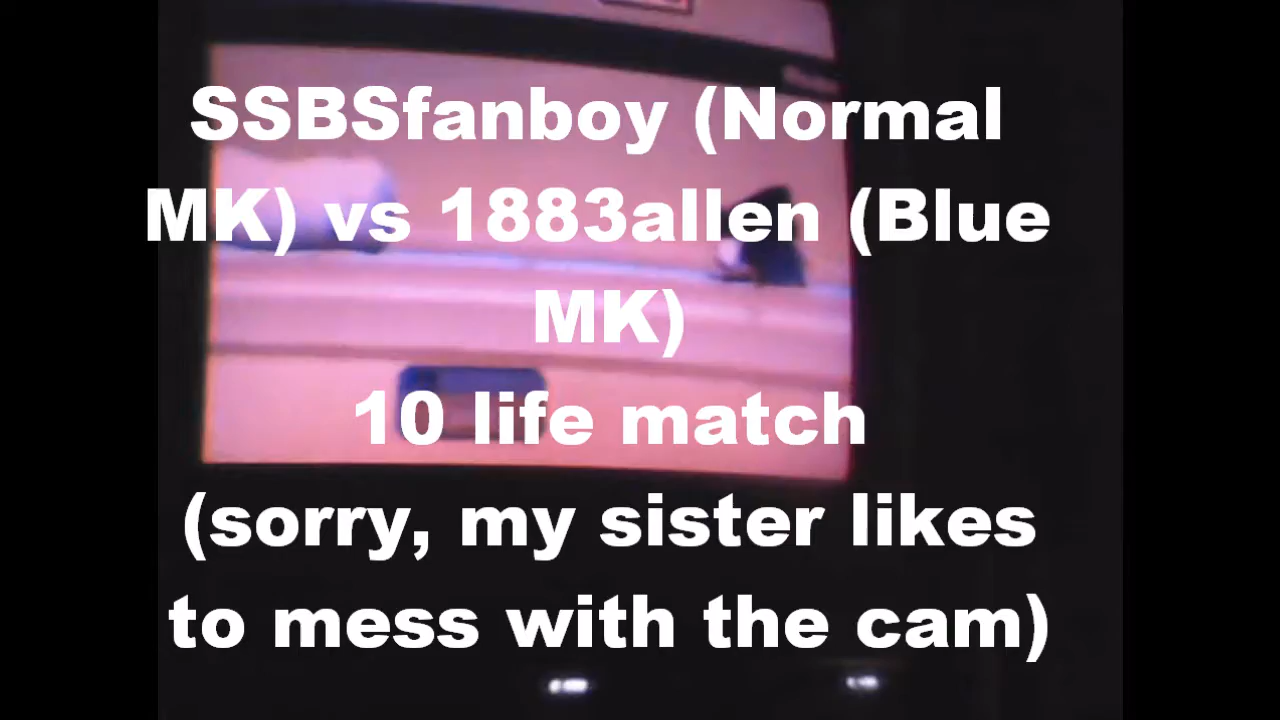 SSBSfanboy (Normal
MK) vs 1883allen (Blue
MK)
10 life match
(sorry, my sister likes
to mess with the cam)